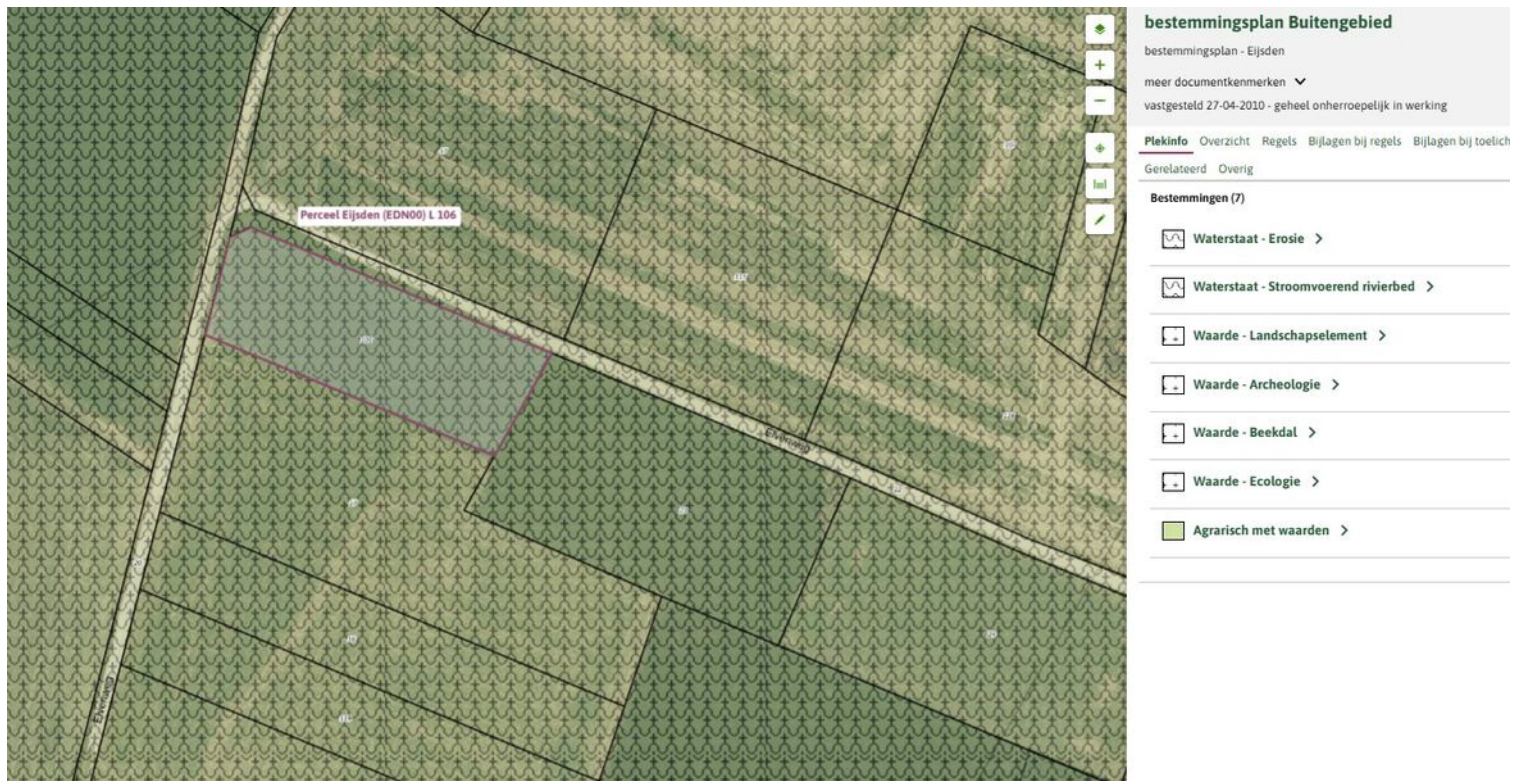 bestemmingsplan Buitengebied
bestemmingsplan - Eijsden
meer documentkenmerken
vastgesteld 27-04-2010 - geheel onherroepelijk in werking
Plekinfo Overzicht Regels Bijlagen bij regels Bijlagen bij toelich
Gerelateerd Overig
Bestemmingen (7)
Waterstaat - Erosie
Waterstaat - Stroomvoerend rivierbed
Waarde - Landschapselement
Waarde - Archeologie
Waarde - Beekdal
Waarde - Ecologie
Agrarisch met waarden
Perceel Eijsden (EDN00) L 106
Elvenweg
Elvenweg